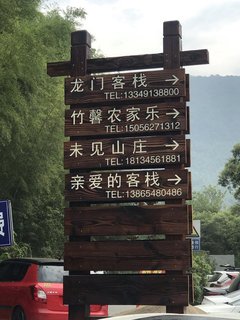 龙门客栈 →
TEL:13349138800
竹馨农家乐 →
TEL:15056271312
未见山庄 →
TEL:18134561881
亲爱的客栈 →
TEL:13865480486